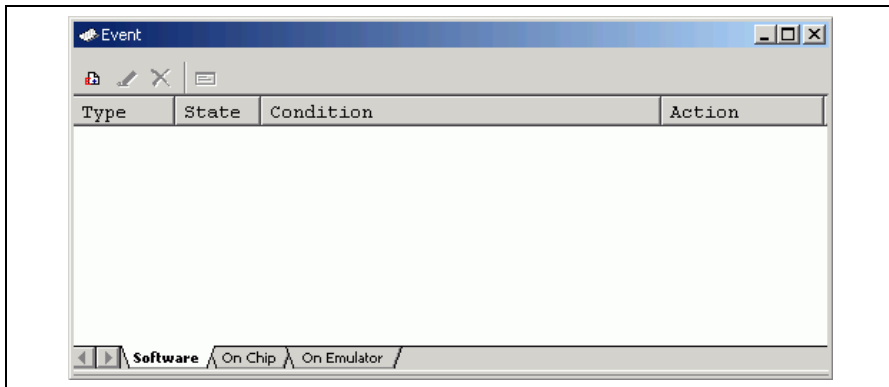 Event
Type State Condition Action
Software On Chip On Emulator